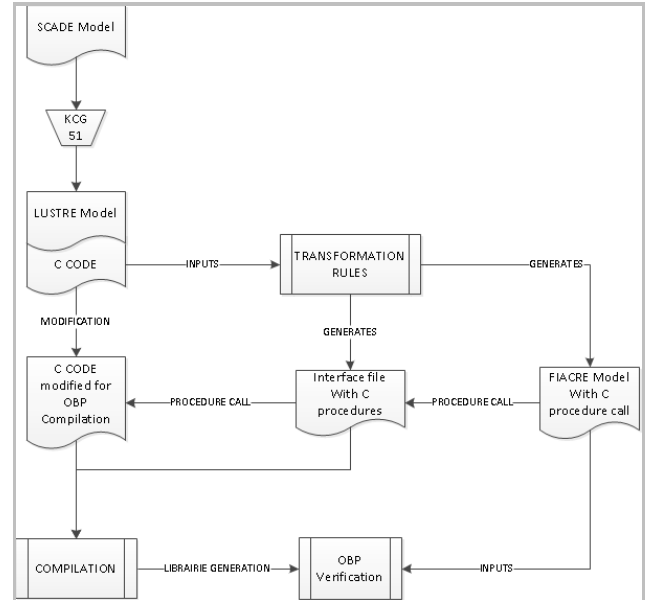 SCADE Model
KCG
51
LUSTRE Model
C CODE
INPUTS
TRANSFORMATION
RULES
GENERATES
MODIFICATION
GENERATES
C CODE
modified for
OBP
Compilation
PROCEDURE CALL
Interface file
With C
procedures
PROCEDURE CALL
FIACRE Model
With C
procedure call
COMPILATION
LIBRAIRIE GENERATION
OBP
Verification
INPUTS